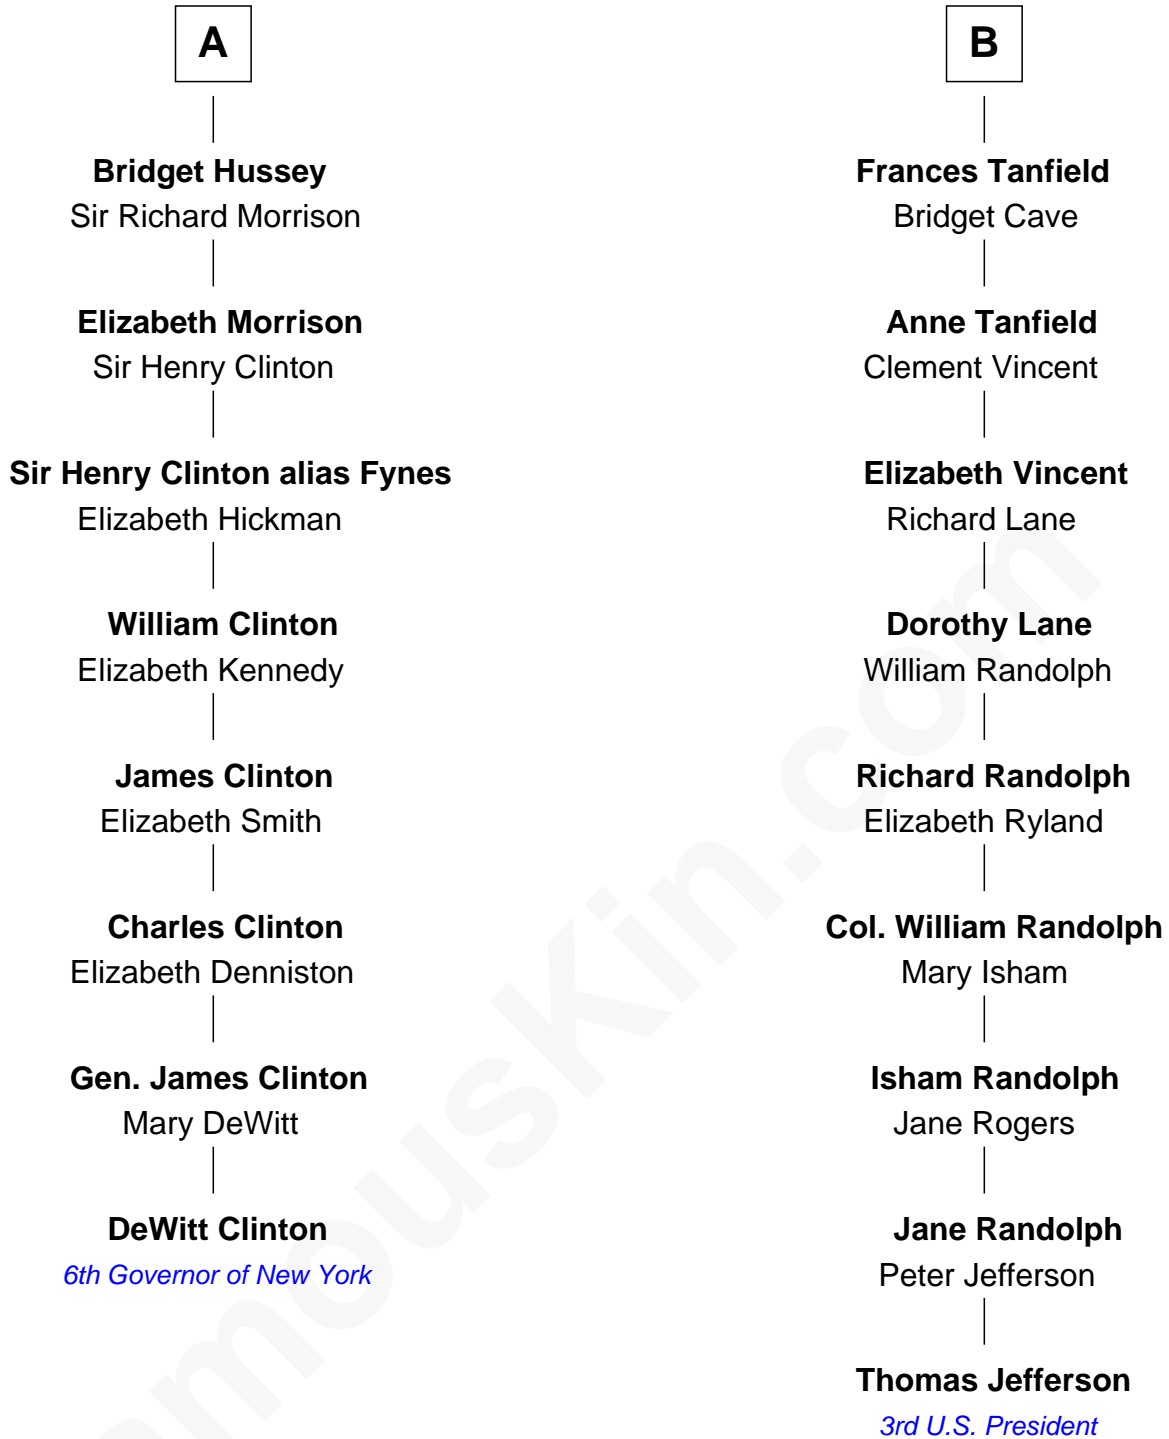 A
Bridget Hussey
Sir Richard Morrison
Elizabeth Morrison
Sir Henry Clinton
Sir Henry Clinton alias Fynes
Elizabeth Hickman
William Clinton
Elizabeth Kennedy
James Clinton
Elizabeth Smith
Charles Clinton
Elizabeth Denniston
Gen. James Clinton
Mary DeWitt
DeWitt Clinton
6th Governor of New York
B
Frances Tanfield
Bridget Cave
Anne Tanfield
Clement Vincent
Elizabeth Vincent
Richard Lane
Dorothy Lane
William Randolph
Richard Randolph
Elizabeth Ryland
Col. William Randolph
Mary Isham
Isham Randolph
Jane Rogers
Jane Randolph
Peter Jefferson
Thomas Jefferson
3rd U.S. President
amousKin.com